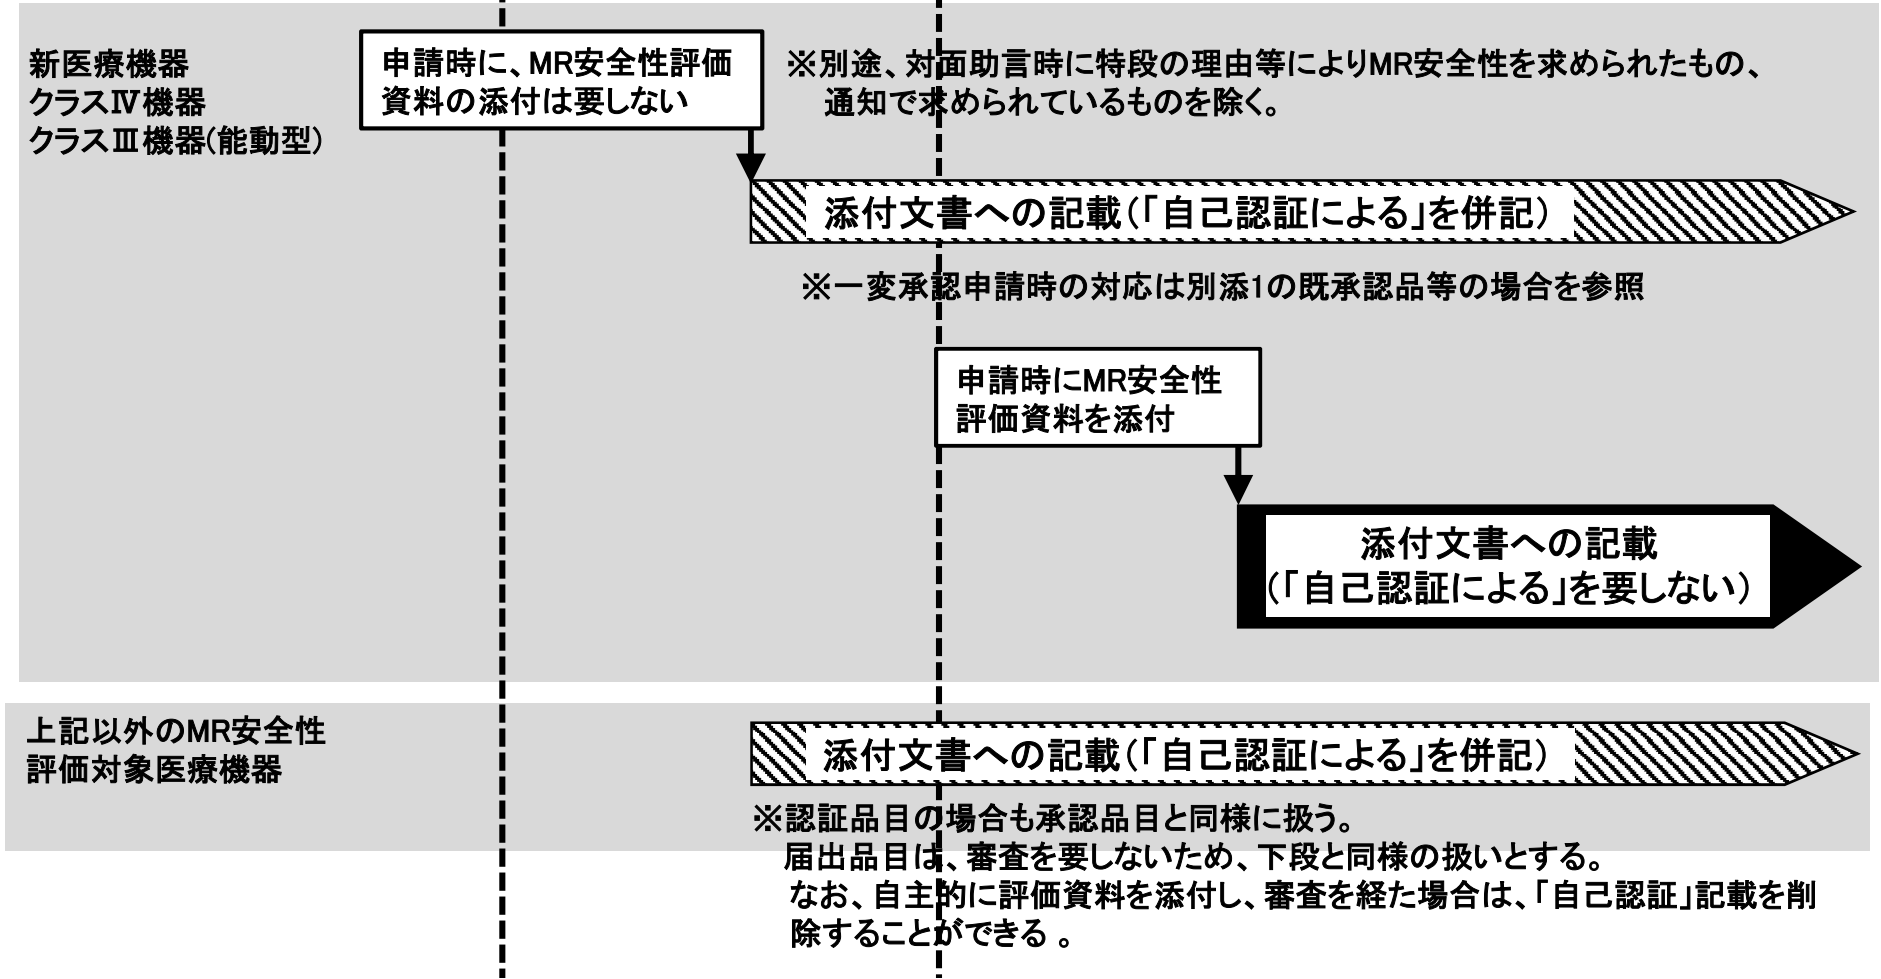 新医療機器
クラスⅣ機器
クラスⅢ機器(能動型)
申請時に、MR安全性評価
資料の添付は要しない
※別途、対面助言時に特段の理由等によりMR安全性を求められたもの、
通知で求められているものを除く。
添付文書への記載(「自己認証による」を併記)
※一変承認申請時の対応は別添1の既承認品等の場合を参照
申請時にMR安全性
評価資料を添付
添付文書への記載
(「自己認証による」を要しない)
上記以外のMR安全性
評価対象医療機器
添付文書への記載(「自己認証による」を併記)
※認証品目の場合も承認品目と同様に扱う。
届出品目は、審査を要しないため、下段と同様の扱いとする。
なお、自主的に評価資料を添付し、審査を経た場合は、「自己認証」記載を削
除することができる 。